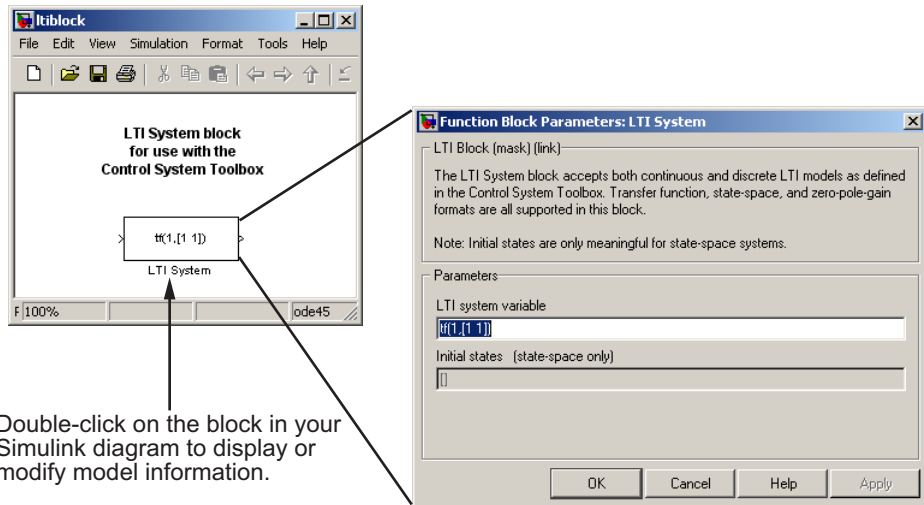 ltiblock
File Edit View Simulation Format Tools Help
LTI System block
for use with the
Control System Toolbox
tf(1,[1 1])
LTI System
100%
ode45
Double-click on the block in your
Simulink diagram to display or
modify model information.
Function Block Parameters: LTI System
LTI Block (mask) (link)
The LTI System block accepts both continuous and discrete LTI models as defined
in the Control System Toolbox. Transfer function, state-space, and zero-pole-gain
formats are all supported in this block.
Note: Initial states are only meaningful for state-space systems.
Parameters
LTI system variable
tf(1,[1 1])
Initial states (state-space only)
[]
OK Cancel Help Apply